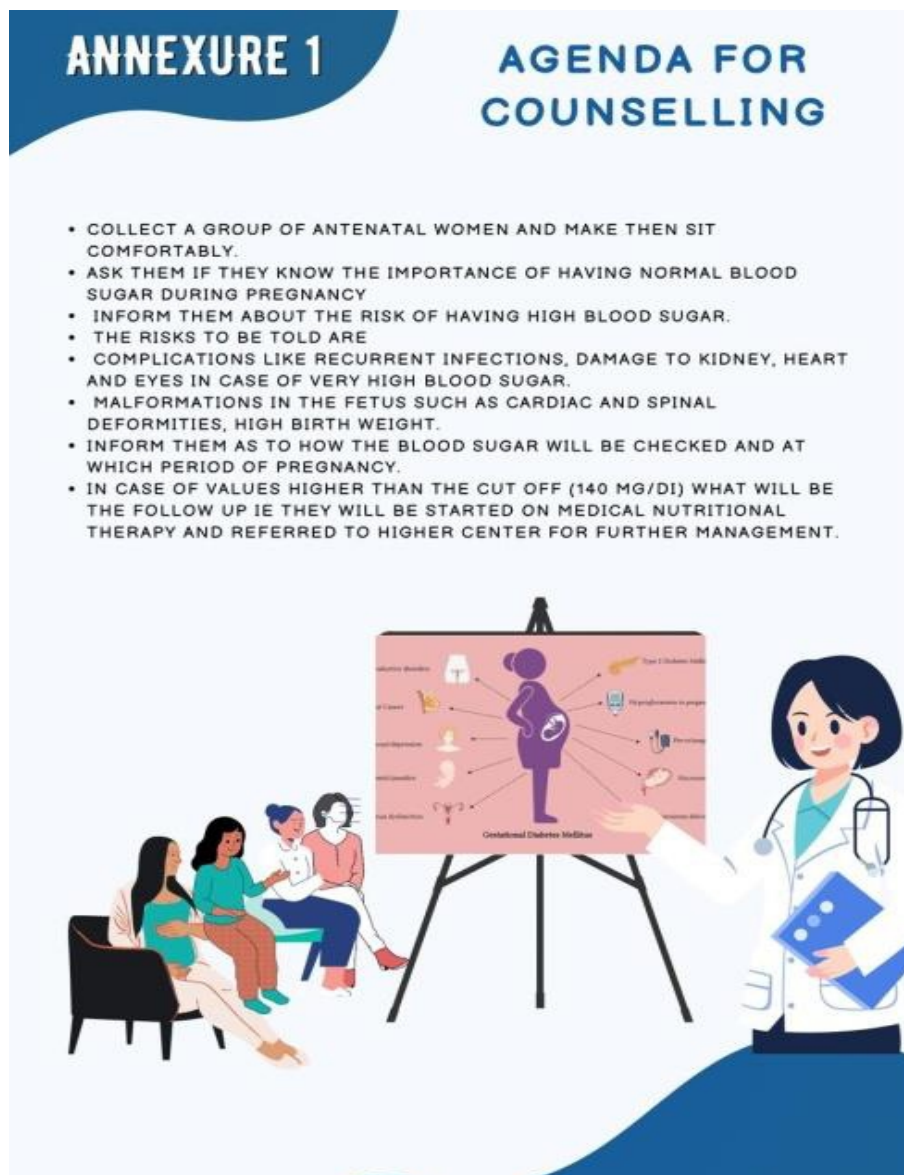 ANNEXURE 1
AGENDA FOR
COUNSELLING
• COLLECT A GROUP OF ANTENATAL WOMEN AND MAKE THEN SIT
COMFORTABLY.
• ASK THEM IF THEY KNOW THE IMPORTANCE OF HAVING NORMAL BLOOD
SUGAR DURING PREGNANCY
• INFORM THEM ABOUT THE RISK OF HAVING HIGH BLOOD SUGAR.
• THE RISKS TO BE TOLD ARE
• COMPLICATIONS LIKE RECURRENT INFECTIONS, DAMAGE TO KIDNEY, HEART
AND EYES IN CASE OF VERY HIGH BLOOD SUGAR.
• MALFORMATIONS IN THE FETUS SUCH AS CARDIAC AND SPINAL
DEFORMITIES, HIGH BIRTH WEIGHT.
• INFORM THEM AS TO HOW THE BLOOD SUGAR WILL BE CHECKED AND AT
WHICH PERIOD OF PREGNANCY.
• IN CASE OF VALUES HIGHER THAN THE CUT OFF (140 MG/DI) WHAT WILL BE
THE FOLLOW UP IE THEY WILL BE STARTED ON MEDICAL NUTRITIONAL
THERAPY AND REFERRED TO HIGHER CENTER FOR FURTHER MANAGEMENT.
Type 2 Diabetes
Gestational Diabetes Mellitus